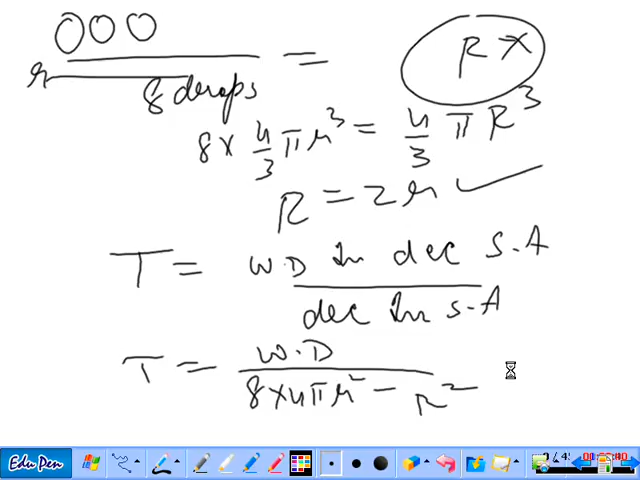 r 8 drops = R
8 × 4/3 π r³ = 4/3 π R³
R = 2r
T = W.D In dec S.A / dec In S.A
T = W.D / 8×4πr² - R²
Edu Pen